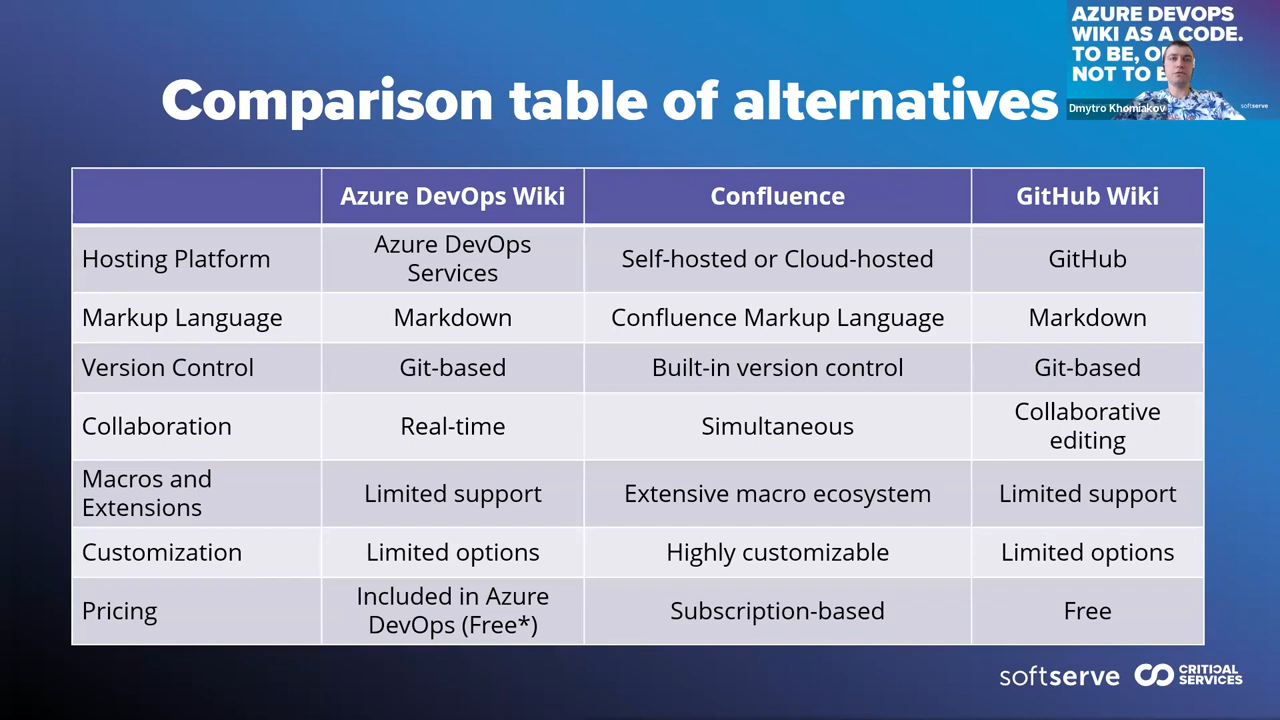 AZURE DEVOPS
WIKI AS A CODE.
TO BE, O
NOT TO B
Dmytro Khomiakov
softserve
Comparison table of alternatives
Azure DevOps Wiki Confluence GitHub Wiki
Hosting Platform Azure DevOps Services Self-hosted or Cloud-hosted GitHub
Markup Language Markdown Confluence Markup Language Markdown
Version Control Git-based Built-in version control Git-based
Collaboration Real-time Simultaneous Collaborative editing
Macros and Extensions Limited support Extensive macro ecosystem Limited support
Customization Limited options Highly customizable Limited options
Pricing Included in Azure DevOps (Free*) Subscription-based Free
softserve CRITICAL SERVICES